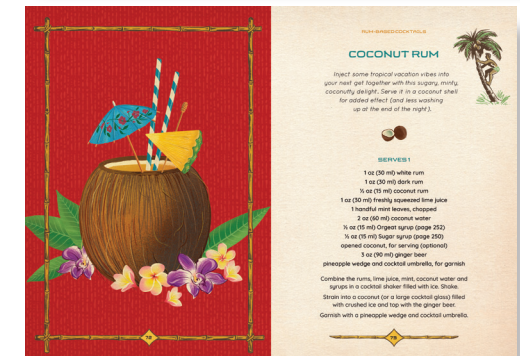 RUM-BASED COCKTAILS
COCONUT RUM
Inject some tropical vacation vibes into
your next get together with this sugary, minty,
coconutty delight. Serve it in a coconut shell
for added effect (and less washing
up at the end of the night).
SERVES 1
1 oz (30 ml) white rum
1 oz (30 ml) dark rum
½ oz (15 ml) coconut rum
1 oz (30 ml) freshly squeezed lime juice
1 handful mint leaves, chopped
2 oz (60 ml) coconut water
½ oz (15 ml) Orgeat syrup (page 252)
½ oz (15 ml) Sugar syrup (page 250)
opened coconut, for serving (optional)
3 oz (90 ml) ginger beer
pineapple wedge and cocktail umbrella, for garnish
Combine the rums, lime juice, mint, coconut water and
syrups in a cocktail shaker filled with ice. Shake.
Strain into a coconut (or a large cocktail glass) filled
with crushed ice and top with the ginger beer.
Garnish with a pineapple wedge and cocktail umbrella.
78
79